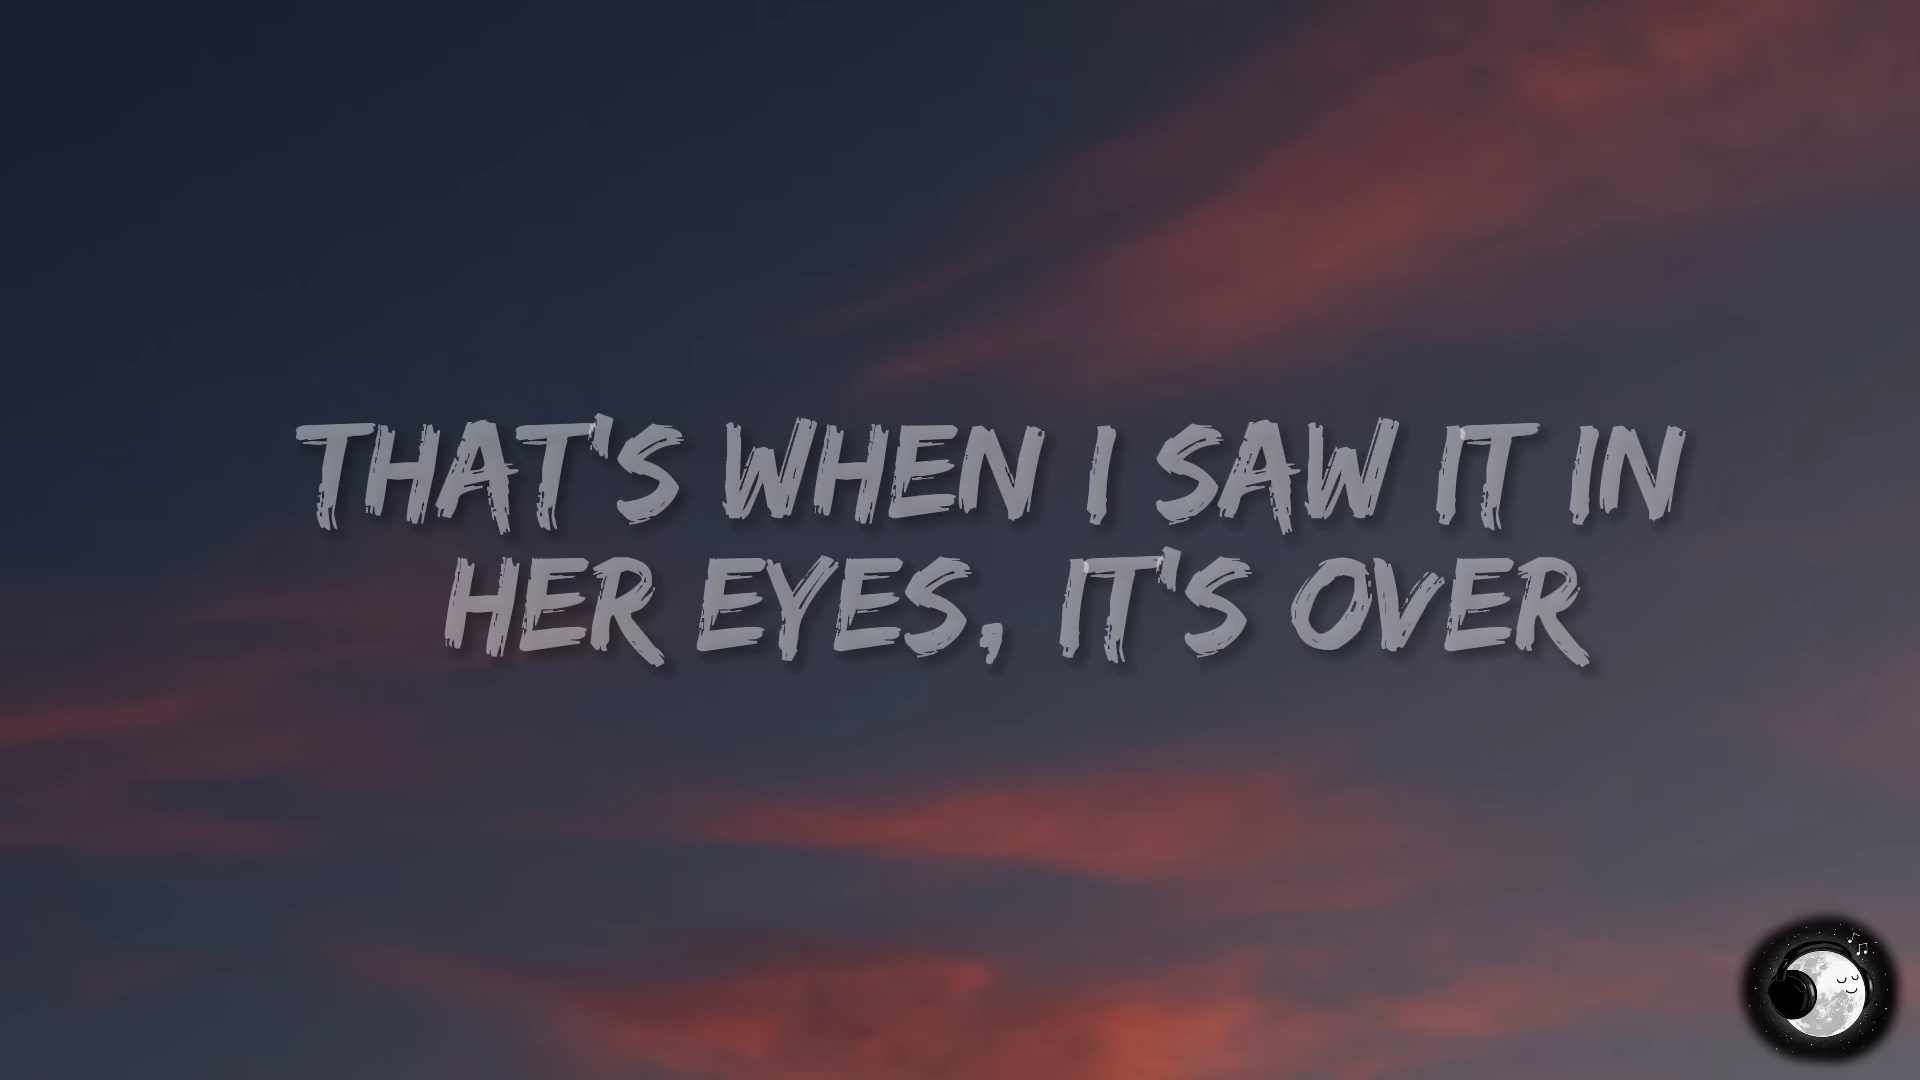 THAT'S WHEN I SAW IT IN
HER EYES, IT'S OVER